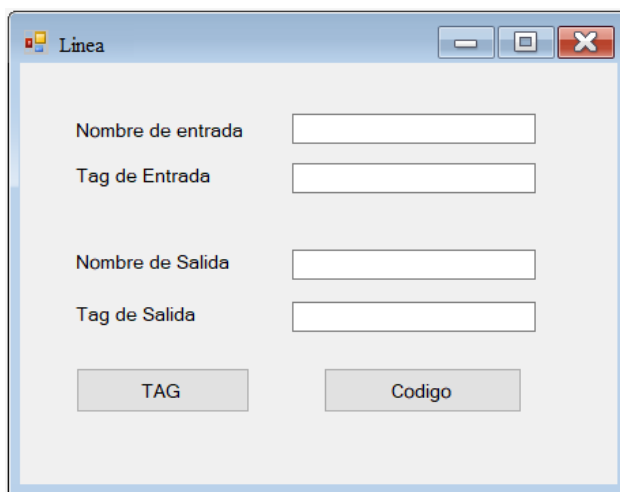 Linea
Nombre de entrada
Tag de Entrada
Nombre de Salida
Tag de Salida
TAG
Codigo